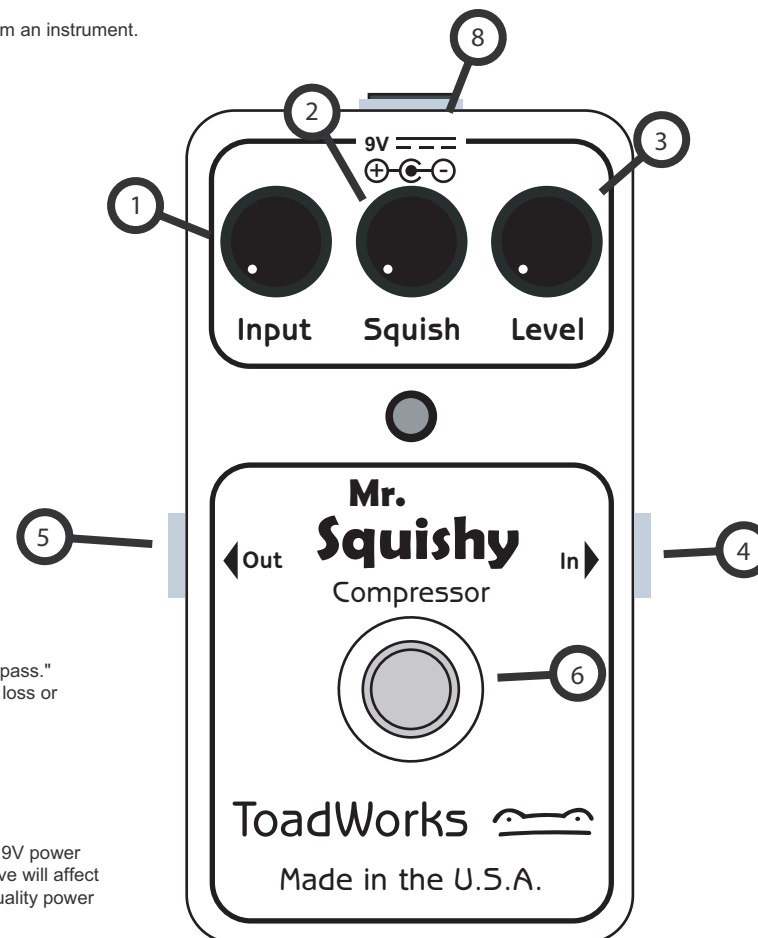 m an instrument.
8
2
9V
3
1
Input Squish Level
Mr.
Squishy
5
Out
In
4
Compressor
pass."
6
loss or
ToadWorks
9V power
ve will affect
Made in the U.S.A.
uality power